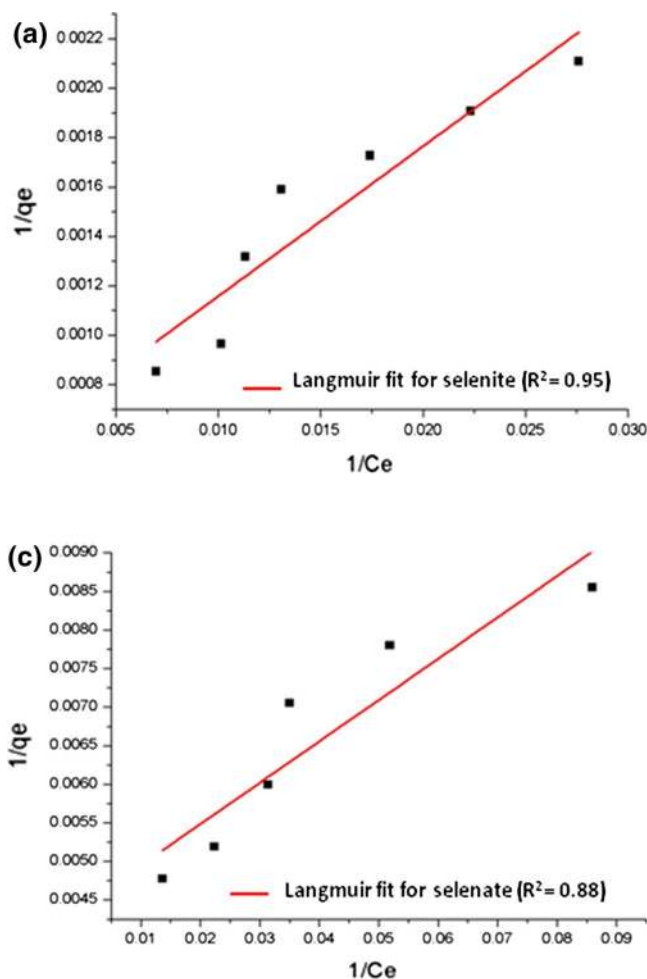 (a)
0.0022
0.0020
0.0018
0.0016
0.0014
0.0012
0.0010
0.0008
1/qe
Langmuir fit for selenite (R²= 0.95)
0.005 0.010 0.015 0.020 0.025 0.030
1/Ce
(c)
0.0090
0.0085
0.0080
0.0075
0.0070
0.0065
0.0060
0.0055
0.0050
0.0045
1/qe
Langmuir fit for selenate (R²= 0.88)
0.01 0.02 0.03 0.04 0.05 0.06 0.07 0.08 0.09
1/Ce